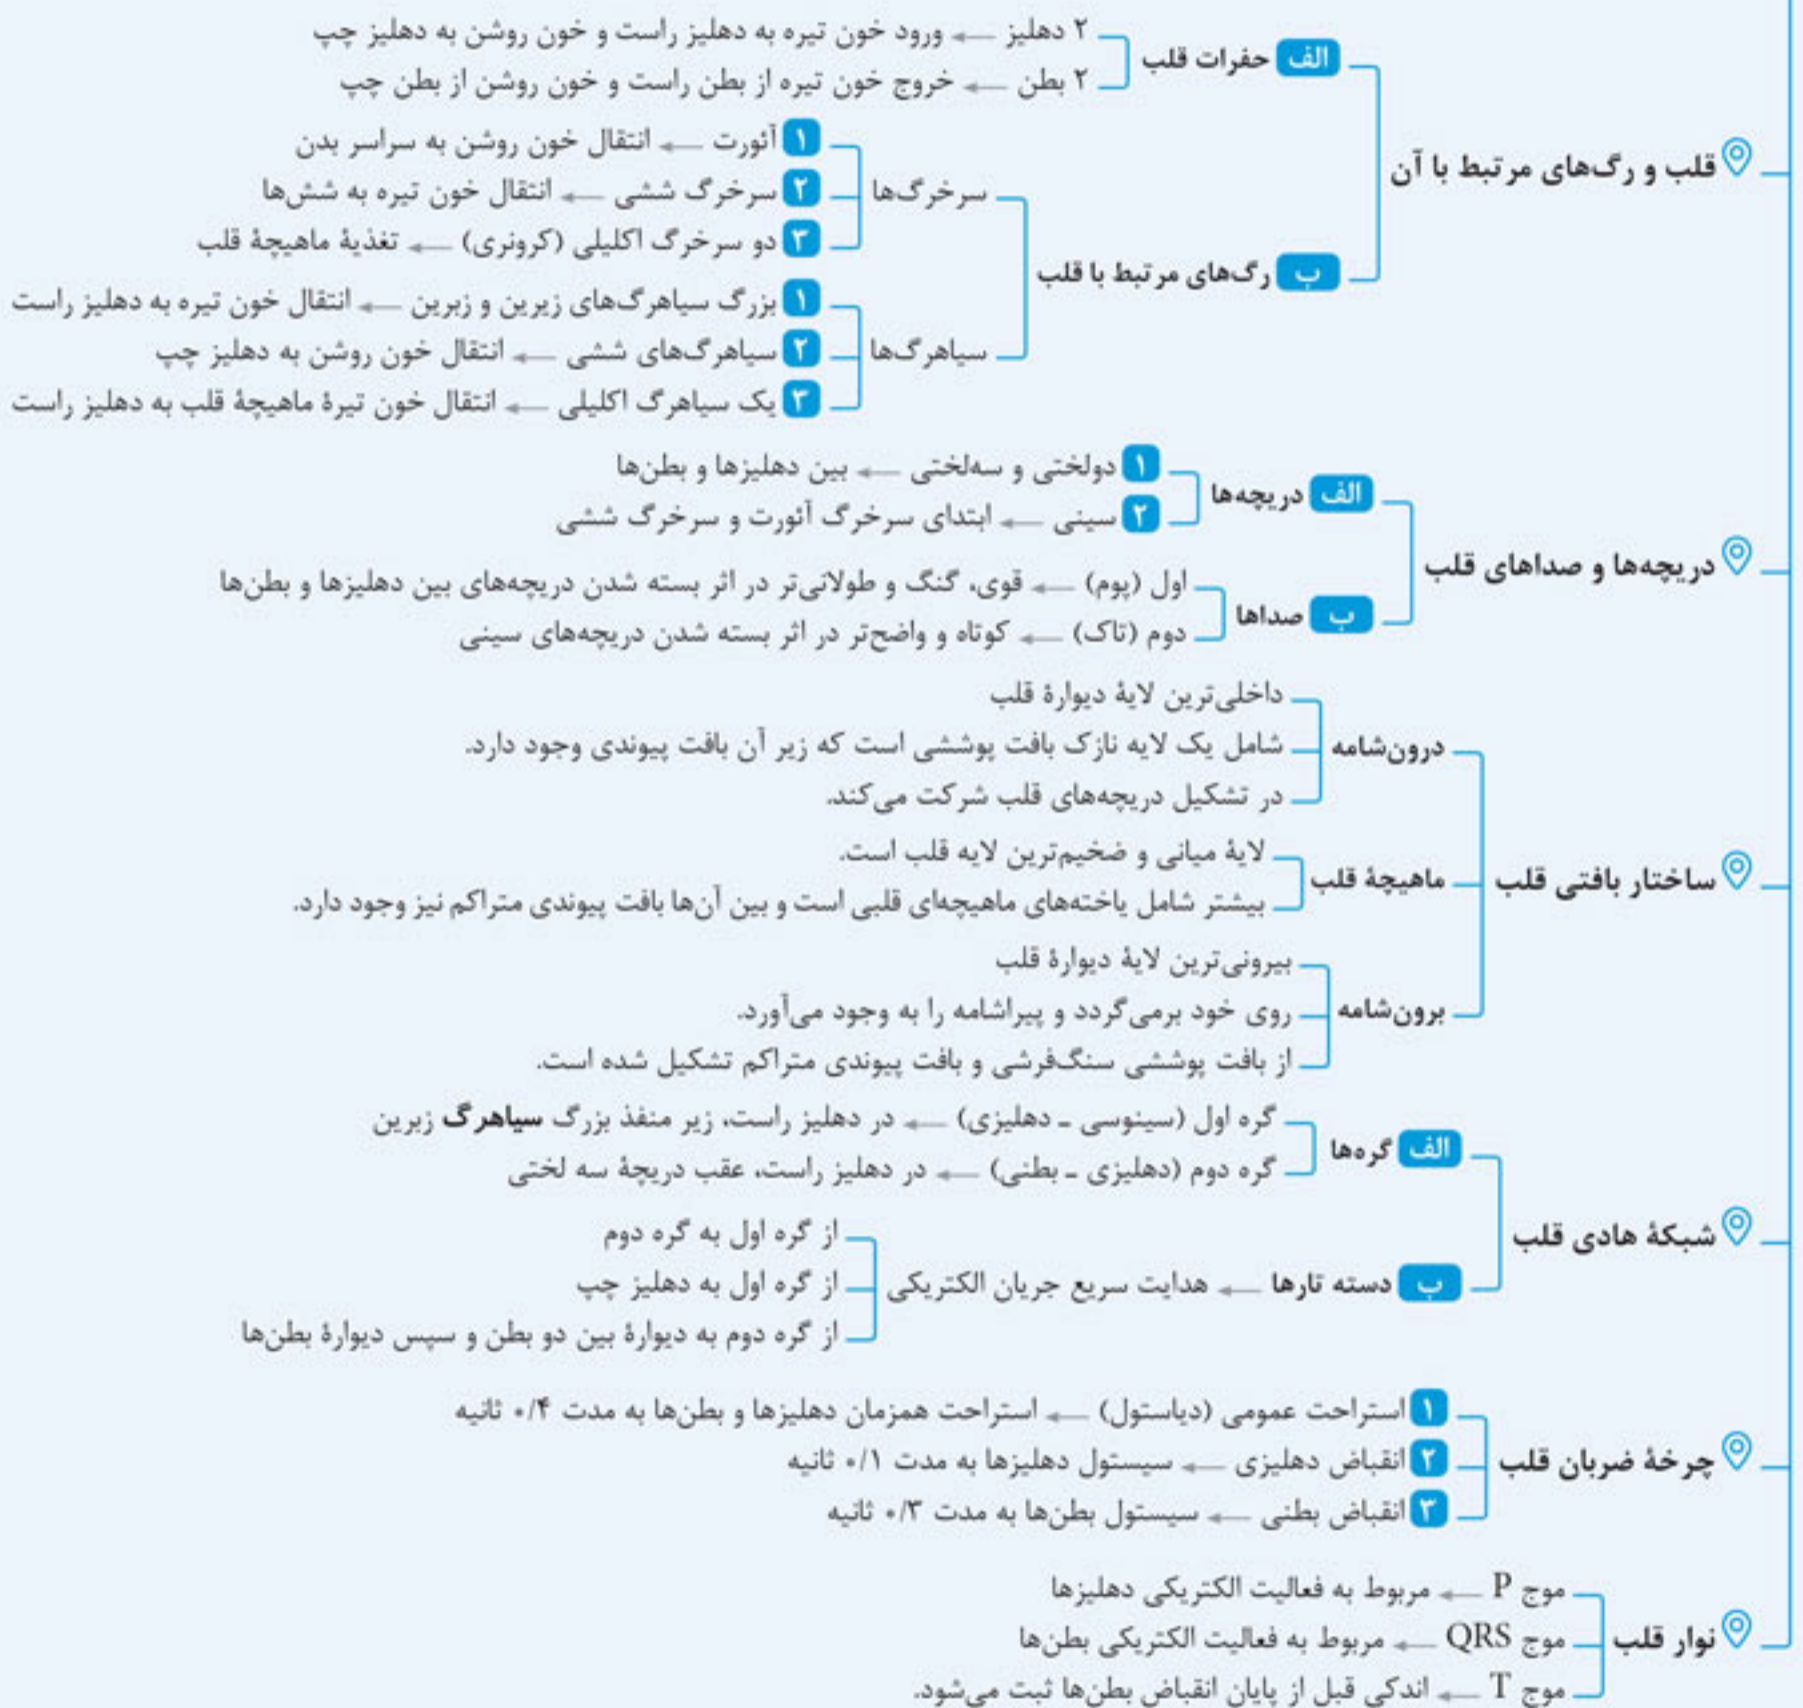 قلب و رگ‌های مرتبط با آن
الف حفرات قلب
۲ دهلیز ← ورود خون تیره به دهلیز راست و خون روشن به دهلیز چپ
۲ بطن ← خروج خون تیره از بطن راست و خون روشن از بطن چپ
ب رگ‌های مرتبط با قلب
سرخرگ‌ها
۱ آئورت ← انتقال خون روشن به سراسر بدن
۲ سرخرگ ششی ← انتقال خون تیره به شش‌ها
۳ دو سرخرگ اکلیلی (کرونری) ← تغذیهٔ ماهیچهٔ قلب
سیاهرگ‌ها
۱ بزرگ سیاهرگ‌های زیرین و زبرین ← انتقال خون تیره به دهلیز راست
۲ سیاهرگ‌های ششی ← انتقال خون روشن به دهلیز چپ
۳ یک سیاهرگ اکلیلی ← انتقال خون تیرهٔ ماهیچهٔ قلب به دهلیز راست
دریچه‌ها و صداهای قلب
الف دریچه‌ها
۱ دولختی و سه‌لختی ← بین دهلیزها و بطن‌ها
۲ سینی ← ابتدای سرخرگ آئورت و سرخرگ ششی
ب صداها
اول (پوم) ← قوی، گنگ و طولانی‌تر در اثر بسته شدن دریچه‌های بین دهلیزها و بطن‌ها
دوم (تاک) ← کوتاه و واضح‌تر در اثر بسته شدن دریچه‌های سینی
ساختار بافتی قلب
درون‌شامه
داخلی‌ترین لایهٔ دیوارهٔ قلب
شامل یک لایه نازک بافت پوششی است که زیر آن بافت پیوندی وجود دارد.
در تشکیل دریچه‌های قلب شرکت می‌کند.
ماهیچهٔ قلب
لایهٔ میانی و ضخیم‌ترین لایه قلب است.
بیشتر شامل یاخته‌های ماهیچه‌ای قلبی است و بین آن‌ها بافت پیوندی متراکم نیز وجود دارد.
برون‌شامه
بیرونی‌ترین لایهٔ دیوارهٔ قلب
روی خود برمی‌گردد و پیراشامه را به وجود می‌آورد.
از بافت پوششی سنگ‌فرشی و بافت پیوندی متراکم تشکیل شده است.
شبکهٔ هادی قلب
الف گره‌ها
گره اول (سینوسی ـ دهلیزی) ← در دهلیز راست، زیر منفذ بزرگ سیاهرگ زبرین
گره دوم (دهلیزی ـ بطنی) ← در دهلیز راست، عقب دریچهٔ سه لختی
ب دسته تارها ← هدایت سریع جریان الکتریکی
از گره اول به گره دوم
از گره اول به دهلیز چپ
از گره دوم به دیوارهٔ بین دو بطن و سپس دیوارهٔ بطن‌ها
چرخهٔ ضربان قلب
۱ استراحت عمومی (دیاستول) ← استراحت همزمان دهلیزها و بطن‌ها به مدت ۰/۴ ثانیه
۲ انقباض دهلیزی ← سیستول دهلیزها به مدت ۰/۱ ثانیه
۳ انقباض بطنی ← سیستول بطن‌ها به مدت ۰/۳ ثانیه
نوار قلب
موج P ← مربوط به فعالیت الکتریکی دهلیزها
موج QRS ← مربوط به فعالیت الکتریکی بطن‌ها
موج T ← اندکی قبل از پایان انقباض بطن‌ها ثبت می‌شود.